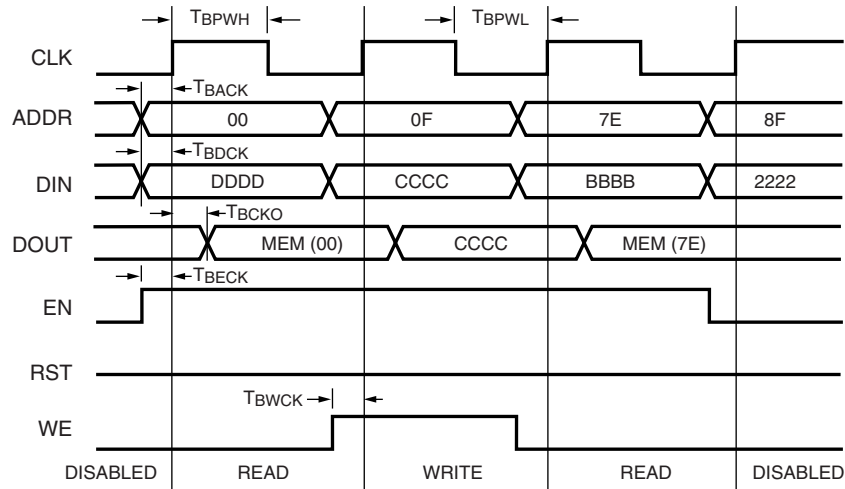 TBPWH TBPWL
CLK
TBACK
ADDR 00 0F 7E 8F
TBDCK
DIN DDDD CCCC BBBB 2222
TBCKO
DOUT MEM (00) CCCC MEM (7E)
TBECK
EN
RST
TBWCK
WE
DISABLED READ WRITE READ DISABLED